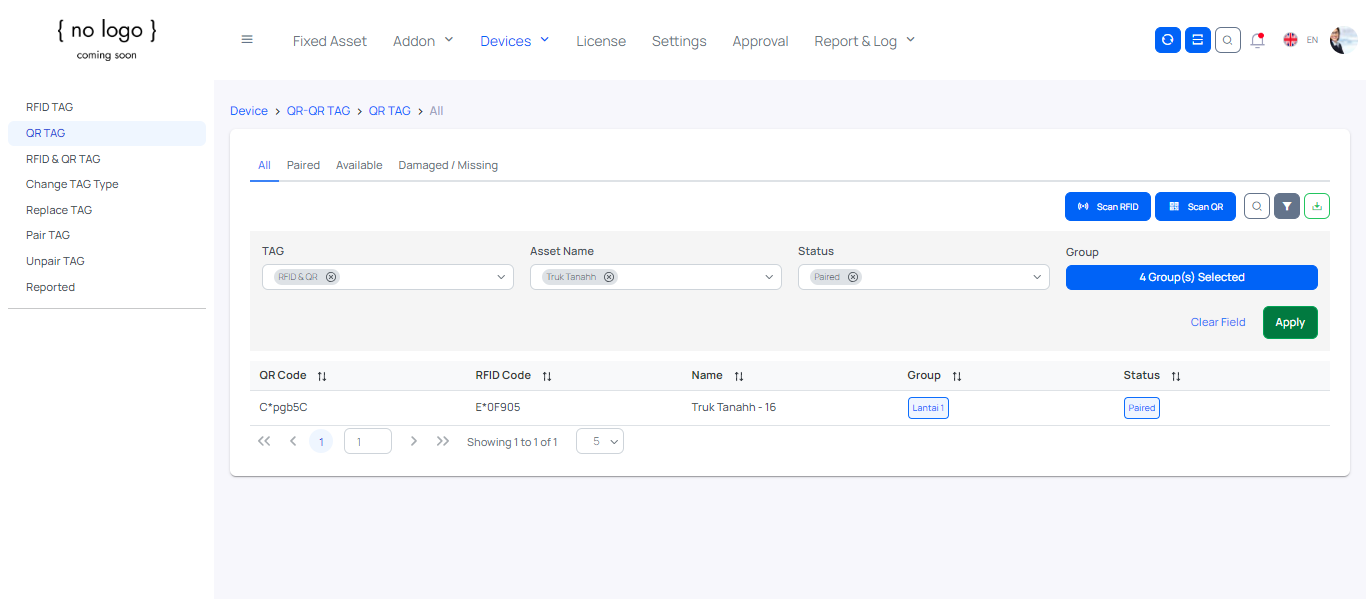 { no logo }
coming soon
Fixed Asset Addon Devices License Settings Approval Report & Log EN
RFID TAG
QR TAG
RFID & QR TAG
Change TAG Type
Replace TAG
Pair TAG
Unpair TAG
Reported
Device > QR-QR TAG > QR TAG > All
All Paired Available Damaged / Missing
Scan RFID Scan QR
TAG Asset Name Status Group
RFID & QR Truk Tanahh Paired 4 Group(s) Selected
Clear Field Apply
QR Code RFID Code Name Group Status
C*pgb5C E*0F905 Truk Tanahh - 16 Lantai 1 Paired
1 1 Showing 1 to 1 of 1 5